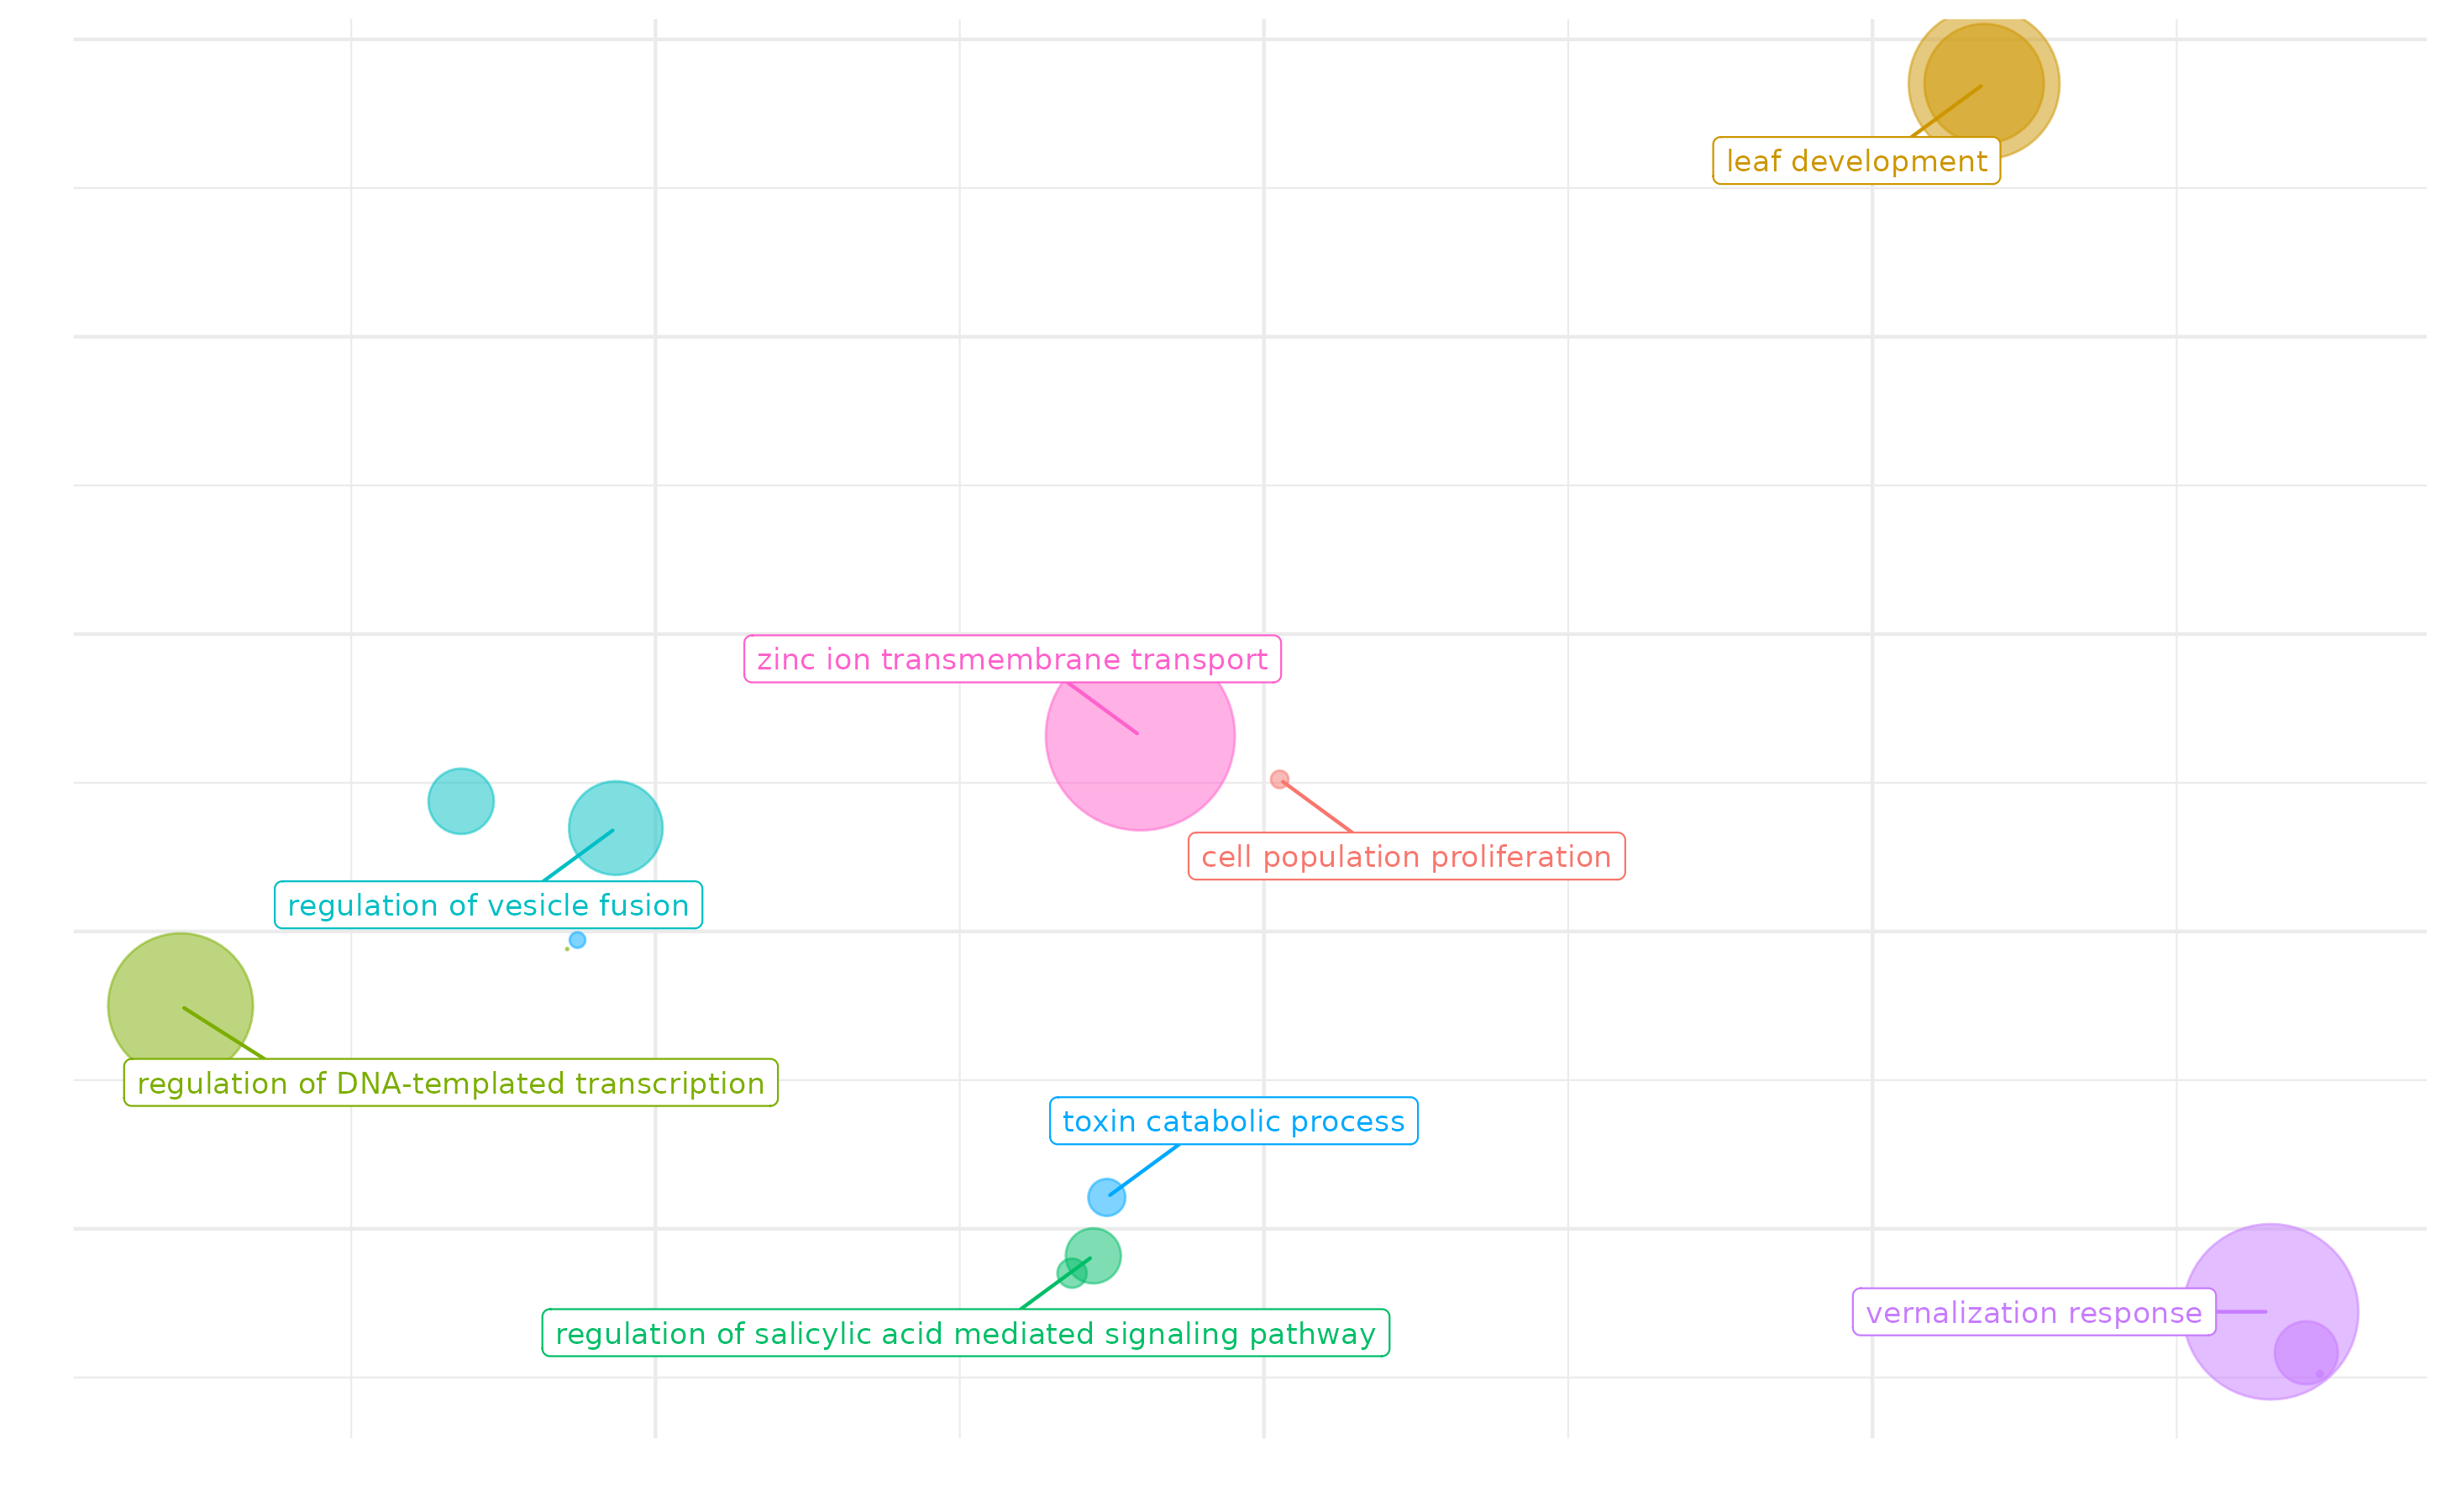 leaf development
zinc ion transmembrane transport
cell population proliferation
regulation of vesicle fusion
regulation of DNA-templated transcription
toxin catabolic process
vernalization response
regulation of salicylic acid mediated signaling pathway